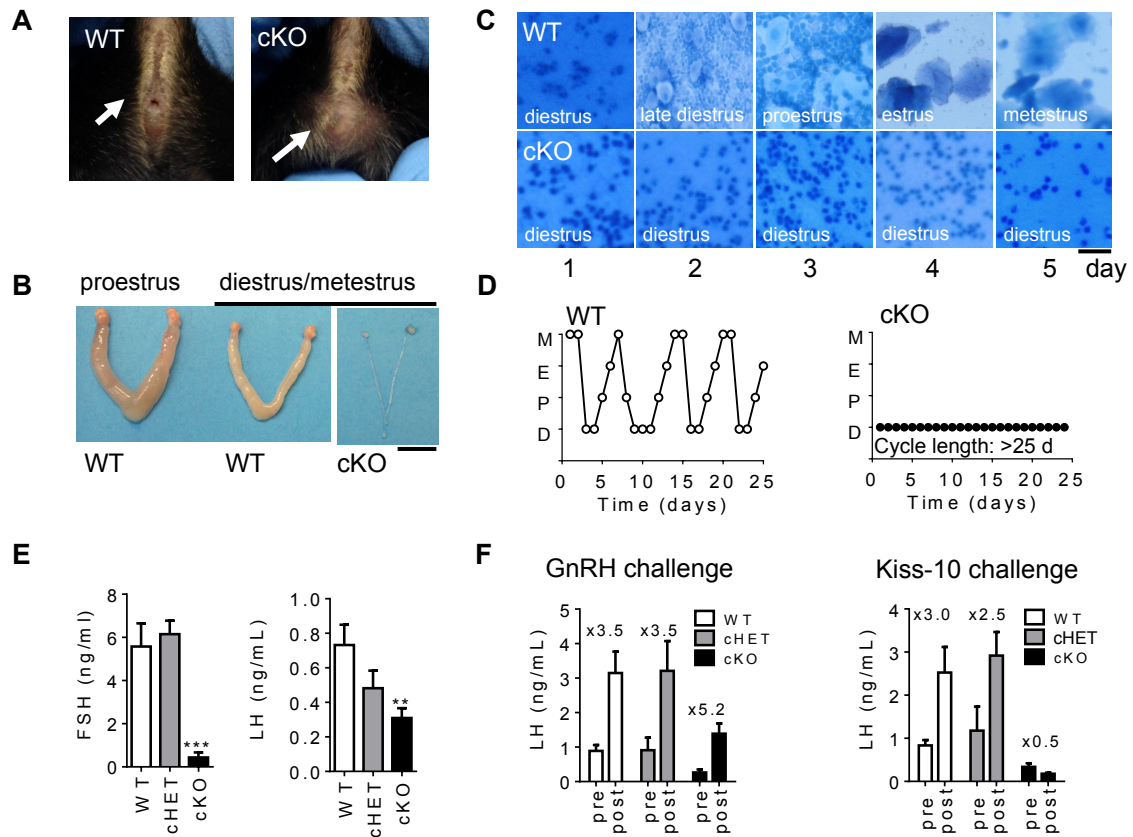 A
WT
cKO
B
proestrus
diestrus/metestrus
WT
WT
cKO
C
WT
diestrus
late diestrus
proestrus
estrus
metestrus
cKO
diestrus
diestrus
diestrus
diestrus
diestrus
1
2
3
4
5
day
D
WT
M
E
P
D
0
5
10
15
20
25
Time (days)
cKO
M
E
P
D
Cycle length: >25 d
0
5
10
15
20
25
Time (days)
E
FSH (ng/ml)
8
6
4
2
0
***
WT
cHET
cKO
LH (ng/mL)
1.0
0.8
0.6
0.4
0.2
0.0
**
WT
cHET
cKO
F
GnRH challenge
LH (ng/mL)
5
4
3
2
1
0
x3.5
x3.5
x5.2
WT
cHET
cKO
pre
post
pre
post
pre
post
Kiss-10 challenge
LH (ng/mL)
4
3
2
1
0
x3.0
x2.5
x0.5
WT
cHET
cKO
pre
post
pre
post
pre
post